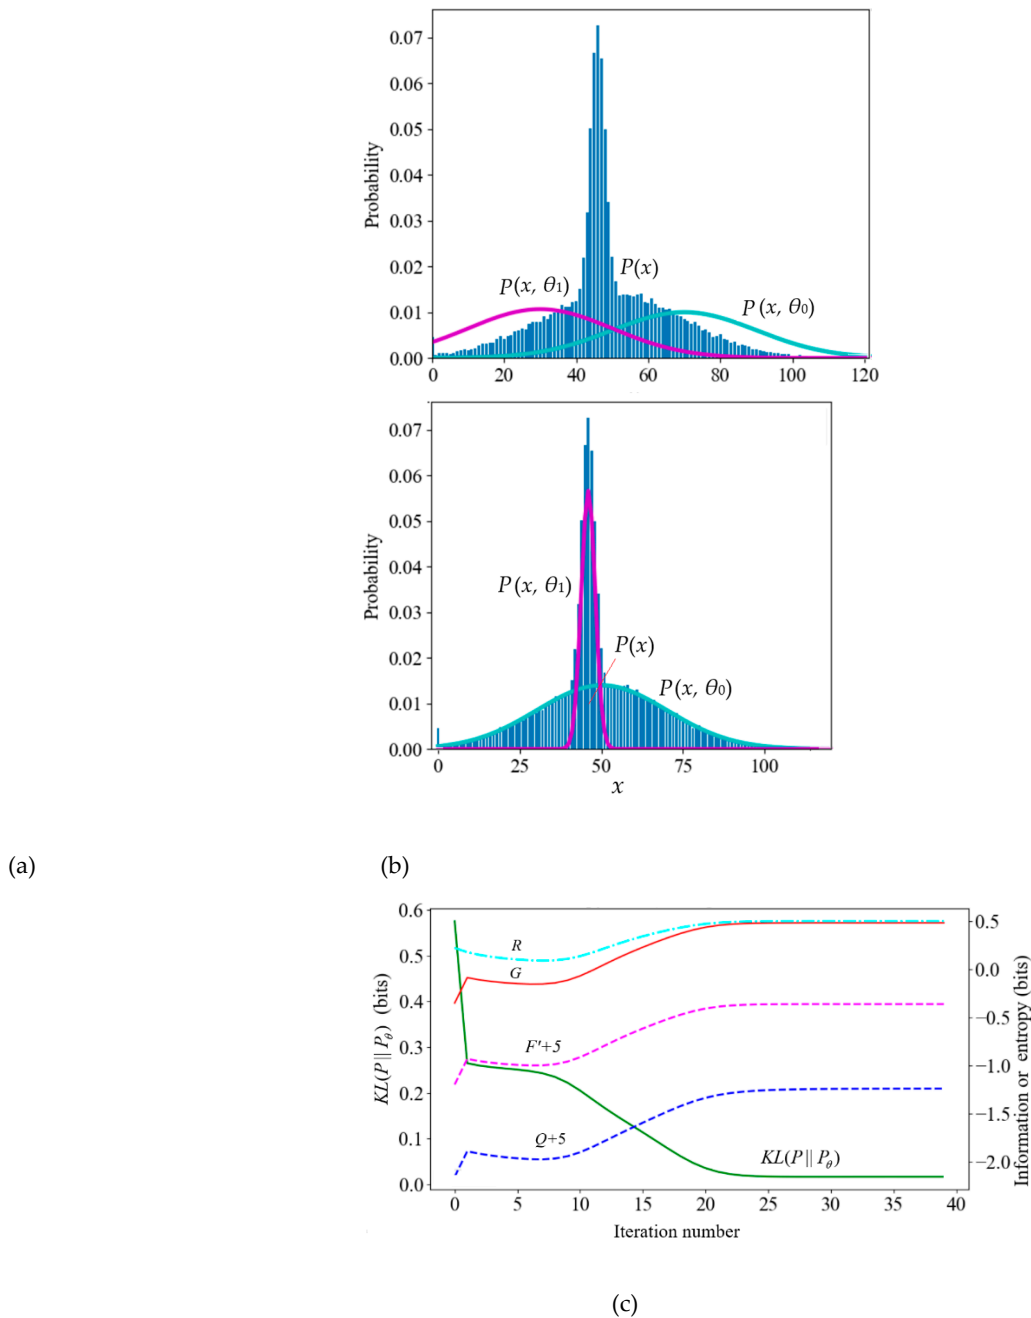 0.07
0.06
0.05
0.04
0.03
0.02
0.01
0.00
Probability
P(x, θ1)
P(x)
P(x, θ0)
0 20 40 60 80 100 120
0.07
0.06
0.05
0.04
0.03
0.02
0.01
0.00
Probability
P(x, θ1)
P(x)
P(x, θ0)
0 25 50 75 100
x
(a) (b)
0.6
0.5
0.4
0.3
0.2
0.1
0.0
KL(P||Pθ) (bits)
R
G
F'+5
Q+5
KL(P||Pθ)
0.5
0.0
−0.5
−1.0
−1.5
−2.0
Information or entropy (bits)
0 5 10 15 20 25 30 35 40
Iteration number
(c)